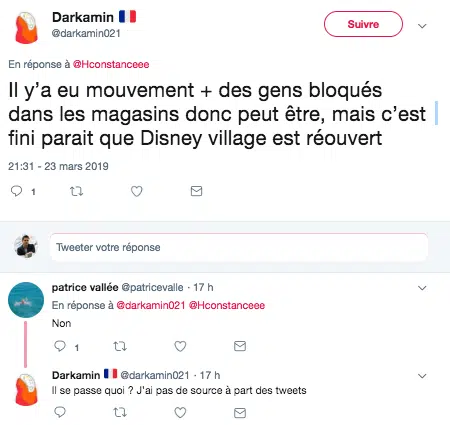 Darkamin 🇫🇷
@darkamin021
Suivre
En réponse à @Hconstanceee
Il y'a eu mouvement + des gens bloqués
dans les magasins donc peut être, mais c'est
fini parait que Disney village est réouvert
21:31 - 23 mars 2019
1
Tweeter votre réponse
patrice vallée @patricevalle · 17 h
En réponse à @darkamin021 @Hconstanceee
Non
1
Darkamin 🇫🇷 @darkamin021 · 17 h
Il se passe quoi ? J'ai pas de source à part des tweets